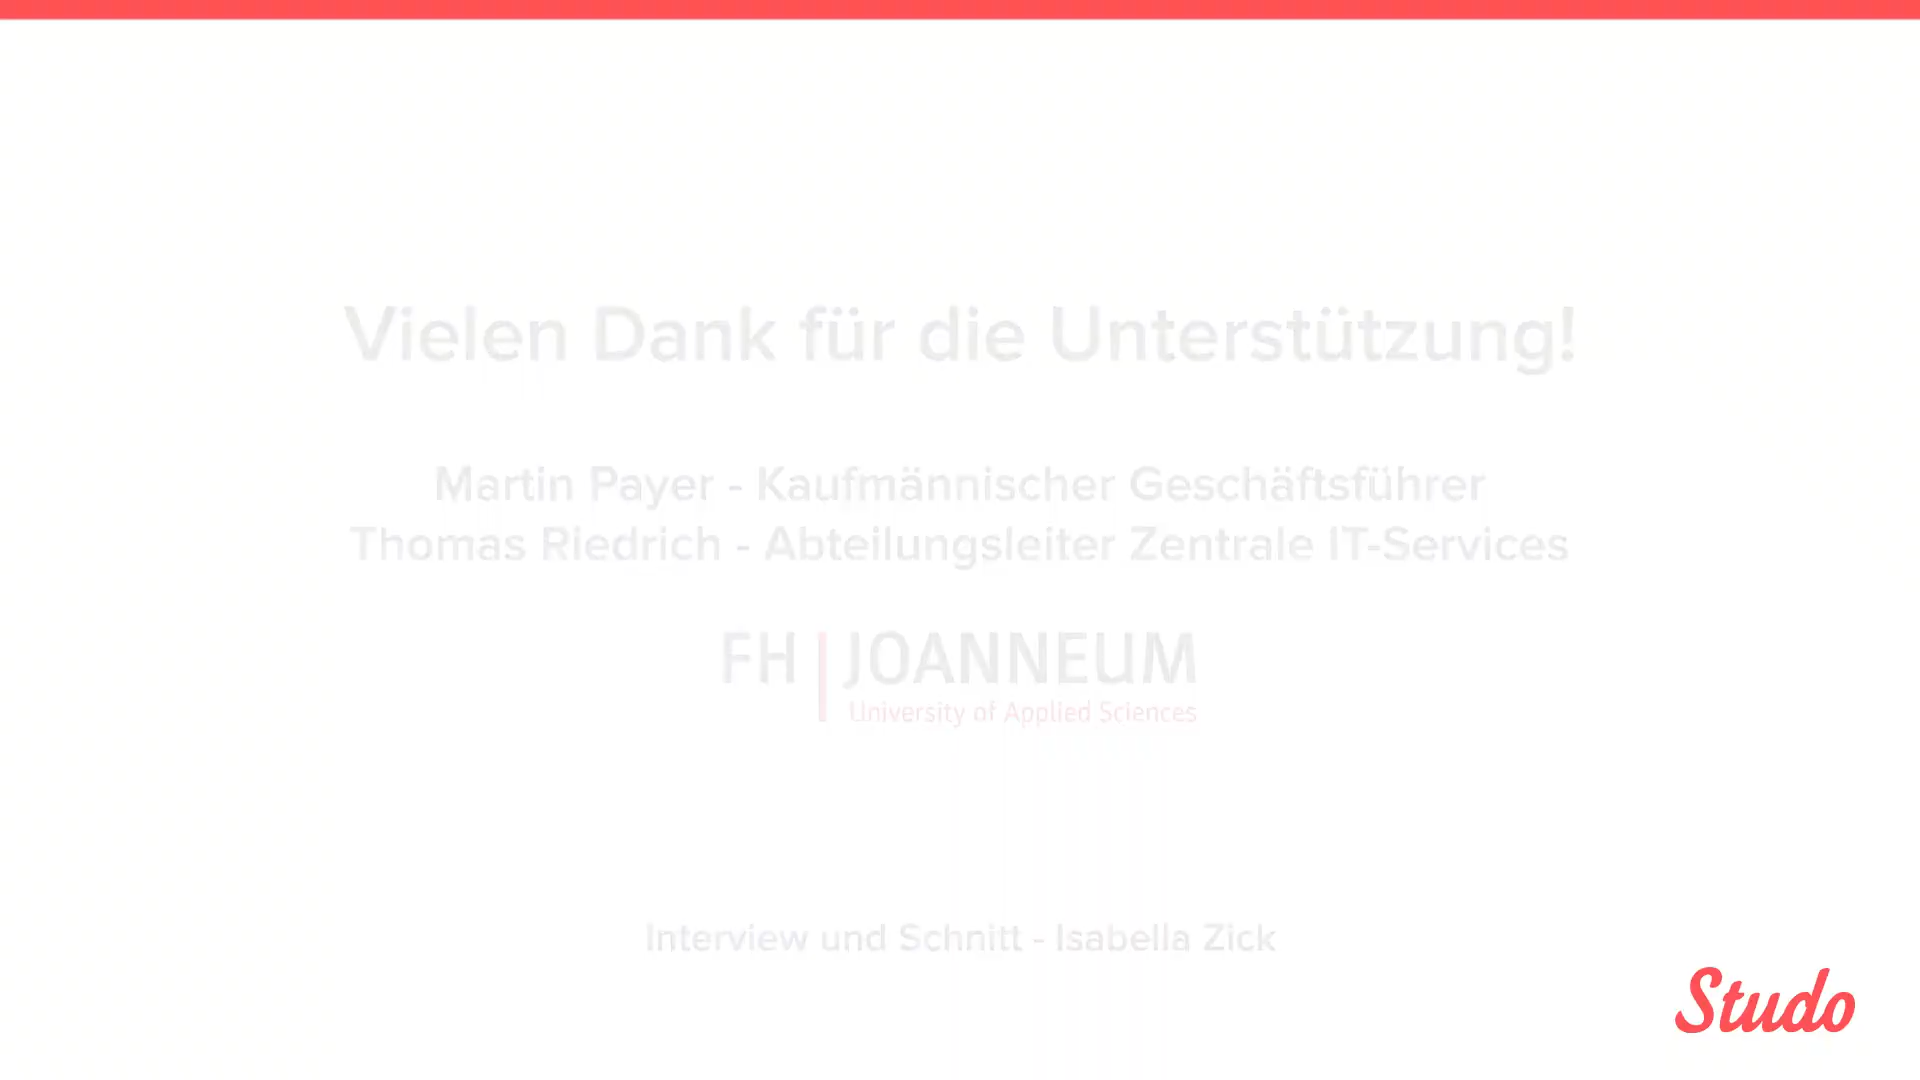 Vielen Dank für die Unterstützung!
Martin Payer - Kaufmännischer Geschäftsführer
Thomas Riedrich - Abteilungsleiter Zentrale IT-Services
FH | JOANNEUM
University of Applied Sciences
Interview und Schnitt - Isabella Zick
Studo